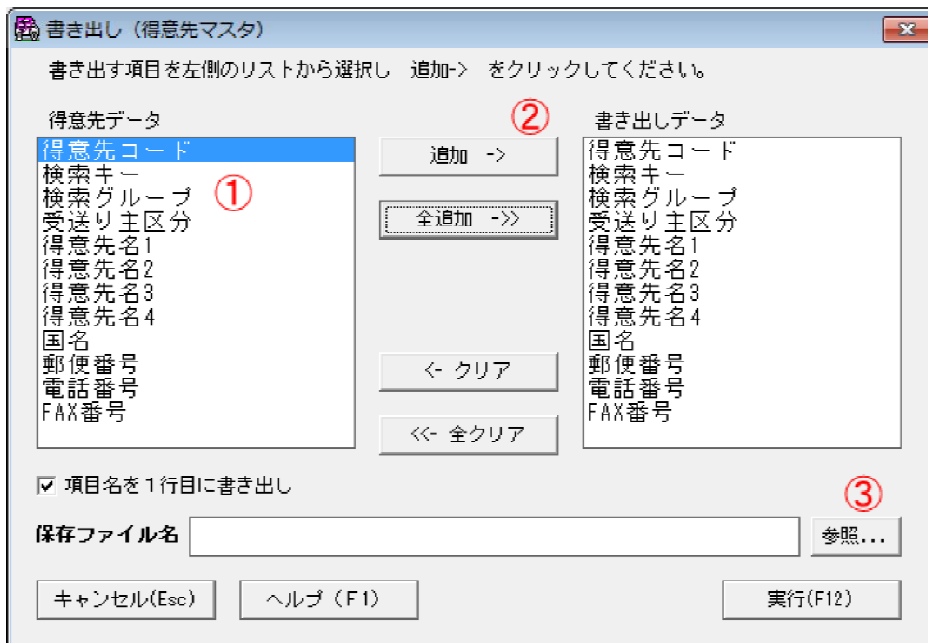 書き出し（得意先マスタ）
書き出す項目を左側のリストから選択し　追加->　をクリックしてください。
得意先データ
②
書き出しデータ
得意先コード
検索キー
検索グループ
受送り主区分
得意先名1
得意先名2
得意先名3
得意先名4
国名
郵便番号
電話番号
FAX番号
①
追加　->
全追加　->>
<- クリア
<<- 全クリア
得意先コード
検索キー
検索グループ
受送り主区分
得意先名1
得意先名2
得意先名3
得意先名4
国名
郵便番号
電話番号
FAX番号
項目名を１行目に書き出し
③
保存ファイル名
参照...
キャンセル(Esc)
ヘルプ（F1）
実行(F12)